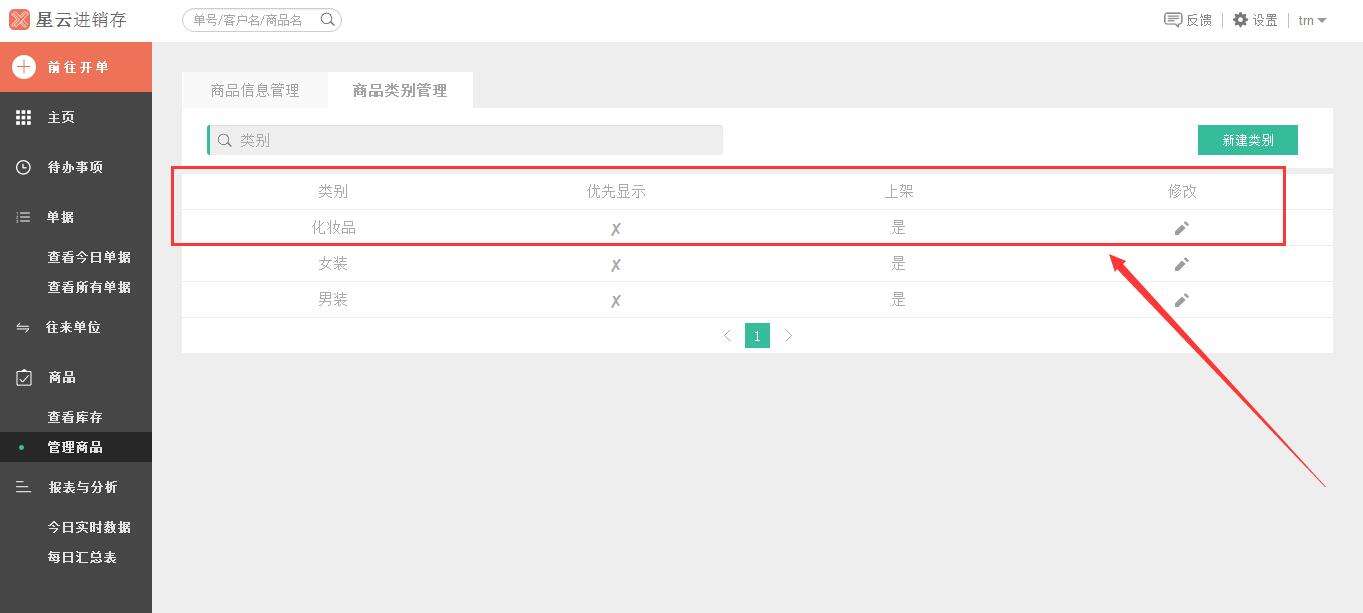 星云进销存
单号/客户名/商品名
反馈
设置
trn
前往开单
主页
待办事项
单据
查看今日单据
查看所有单据
往来单位
商品
查看库存
管理商品
报表与分析
今日实时数据
每日汇总表
商品信息管理
商品类别管理
类别
新建类别
类别 优先显示 上架 修改
化妆品 ✗ 是
女装 ✗ 是
男装 ✗ 是
1